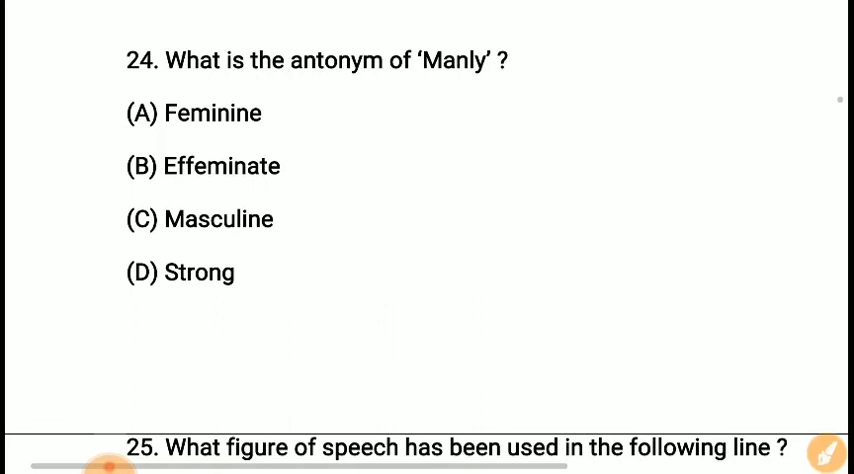 24. What is the antonym of ‘Manly’ ?
(A) Feminine
(B) Effeminate
(C) Masculine
(D) Strong
25. What figure of speech has been used in the following line ?